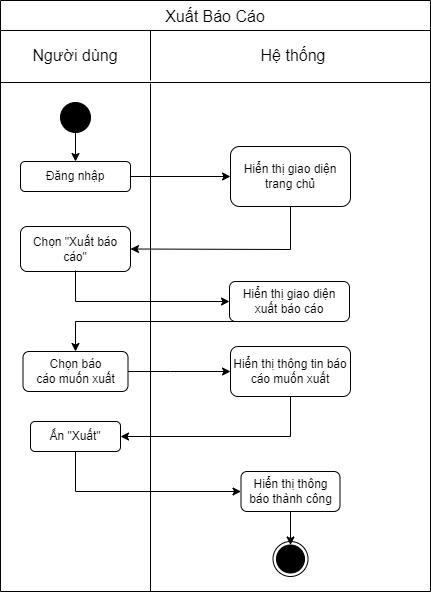 Xuất Báo Cáo
Người dùng
Hệ thống
Đăng nhập
Hiển thị giao diện
trang chủ
Chọn "Xuất báo
cáo"
Hiển thị giao diện
xuất báo cáo
Chọn báo
cáo muốn xuất
Hiển thị thông tin báo
cáo muốn xuất
Ấn "Xuất"
Hiển thị thông
báo thành công